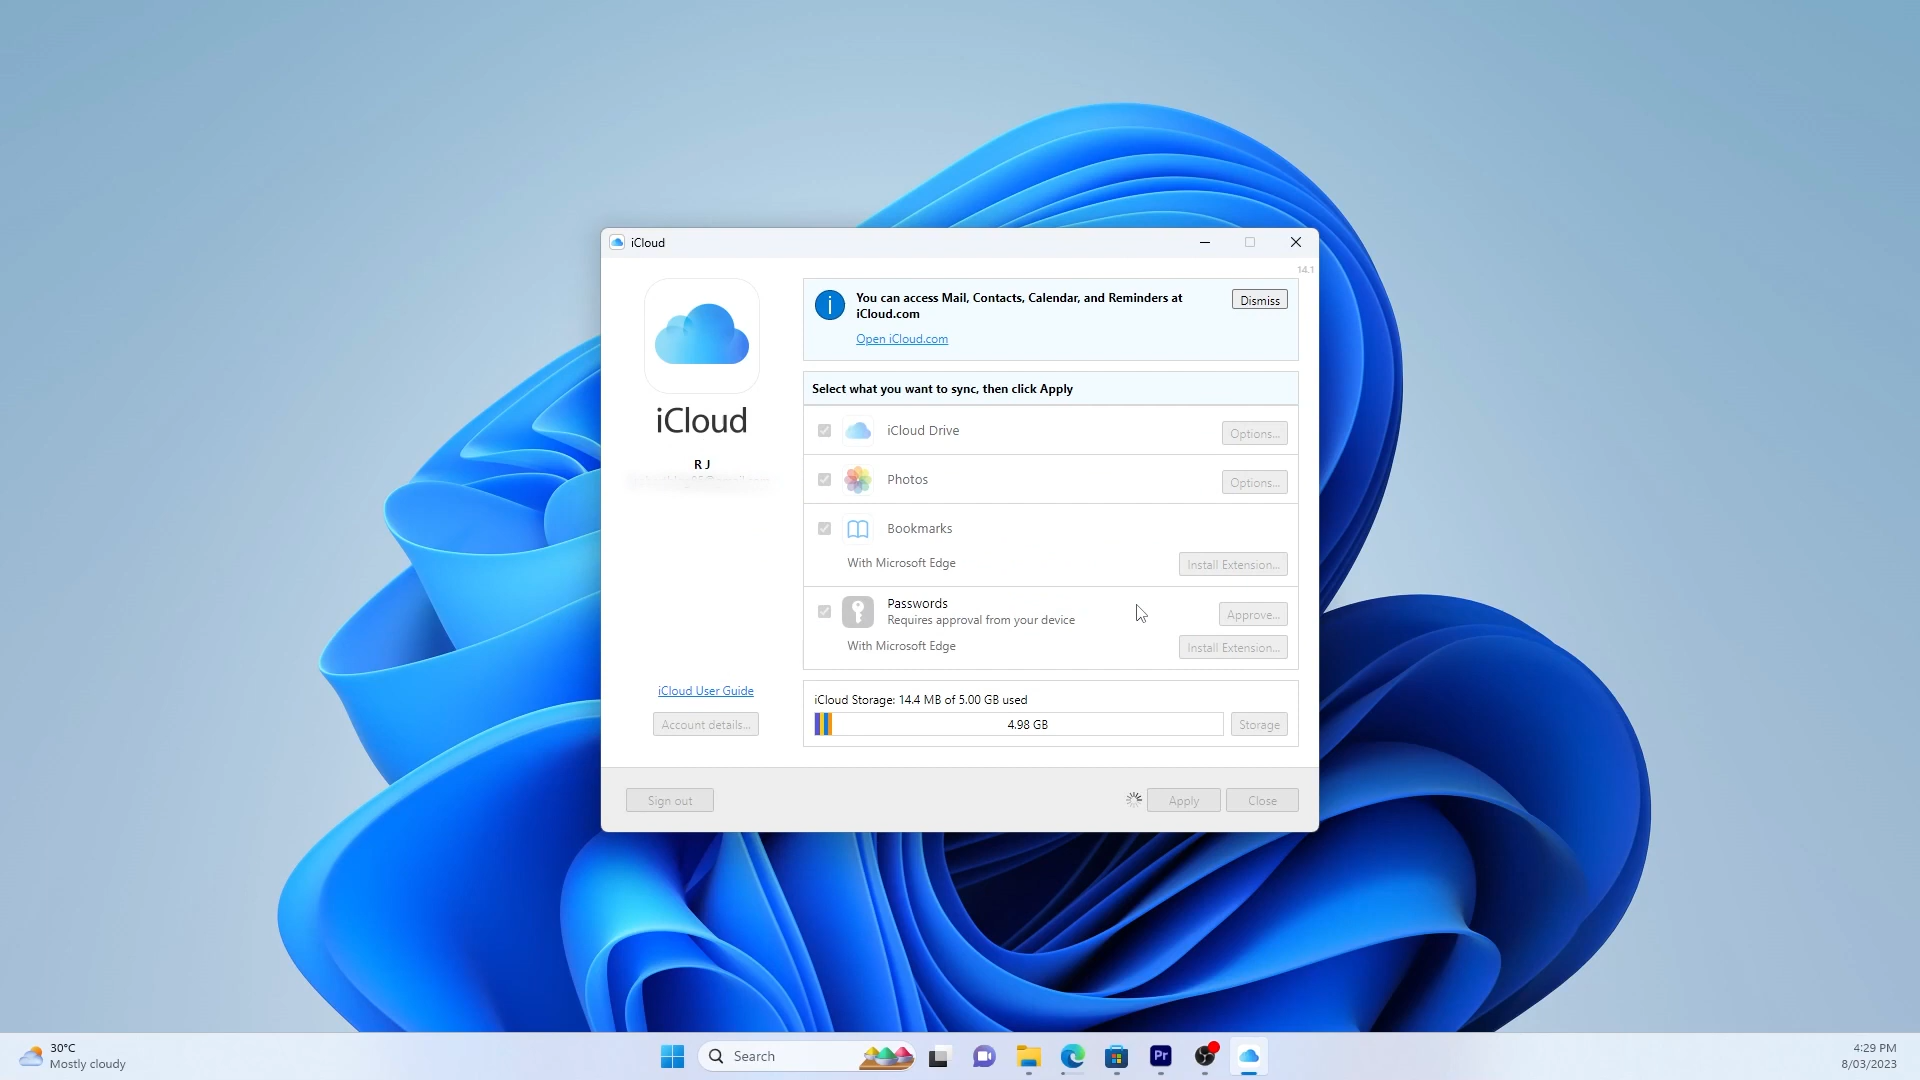 iCloud
14.1
You can access Mail, Contacts, Calendar, and Reminders at
iCloud.com
Dismiss
Open iCloud.com
Select what you want to sync, then click Apply
iCloud
R J
iCloud Drive
Options...
Photos
Options...
Bookmarks
With Microsoft Edge
Install Extension...
Passwords
Requires approval from your device
Approve...
With Microsoft Edge
Install Extension...
iCloud User Guide
Account details...
iCloud Storage: 14.4 MB of 5.00 GB used
4.98 GB
Storage
Sign out
Apply
Close
30°C
Mostly cloudy
Search
Pr
4:29 PM
8/03/2023